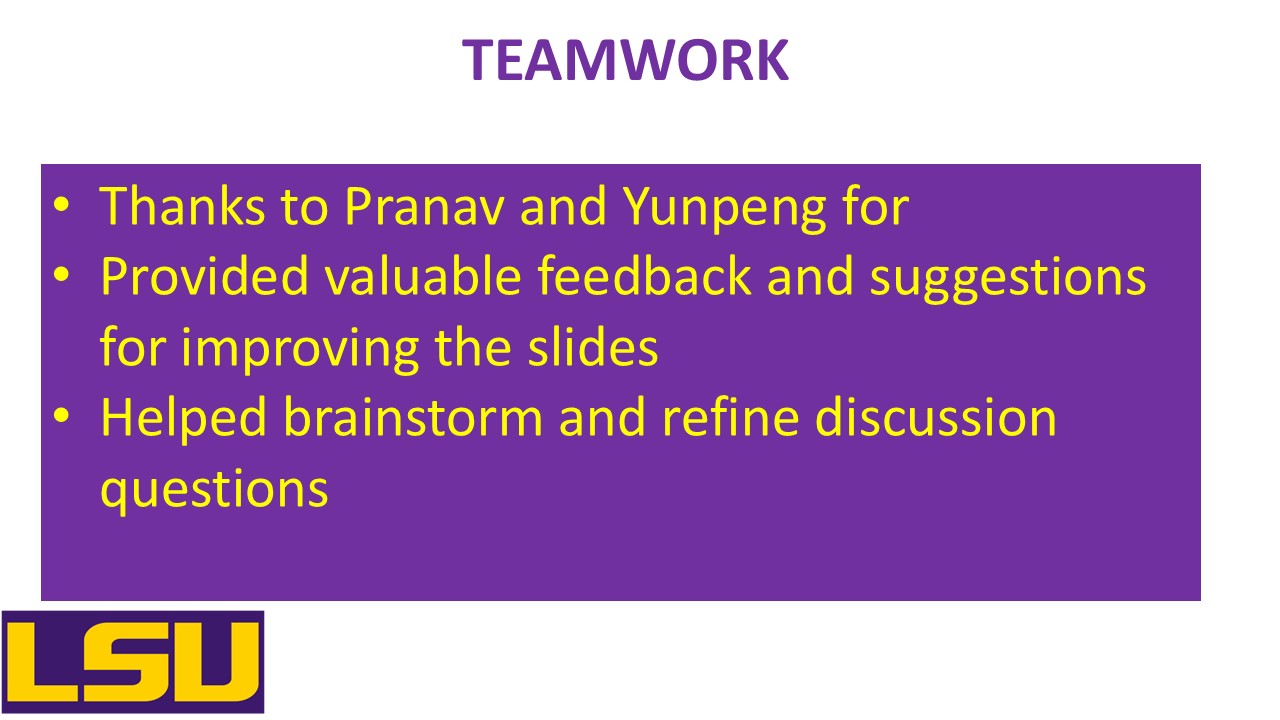 TEAMWORK
• Thanks to Pranav and Yunpeng for
• Provided valuable feedback and suggestions
for improving the slides
• Helped brainstorm and refine discussion
questions
LSU